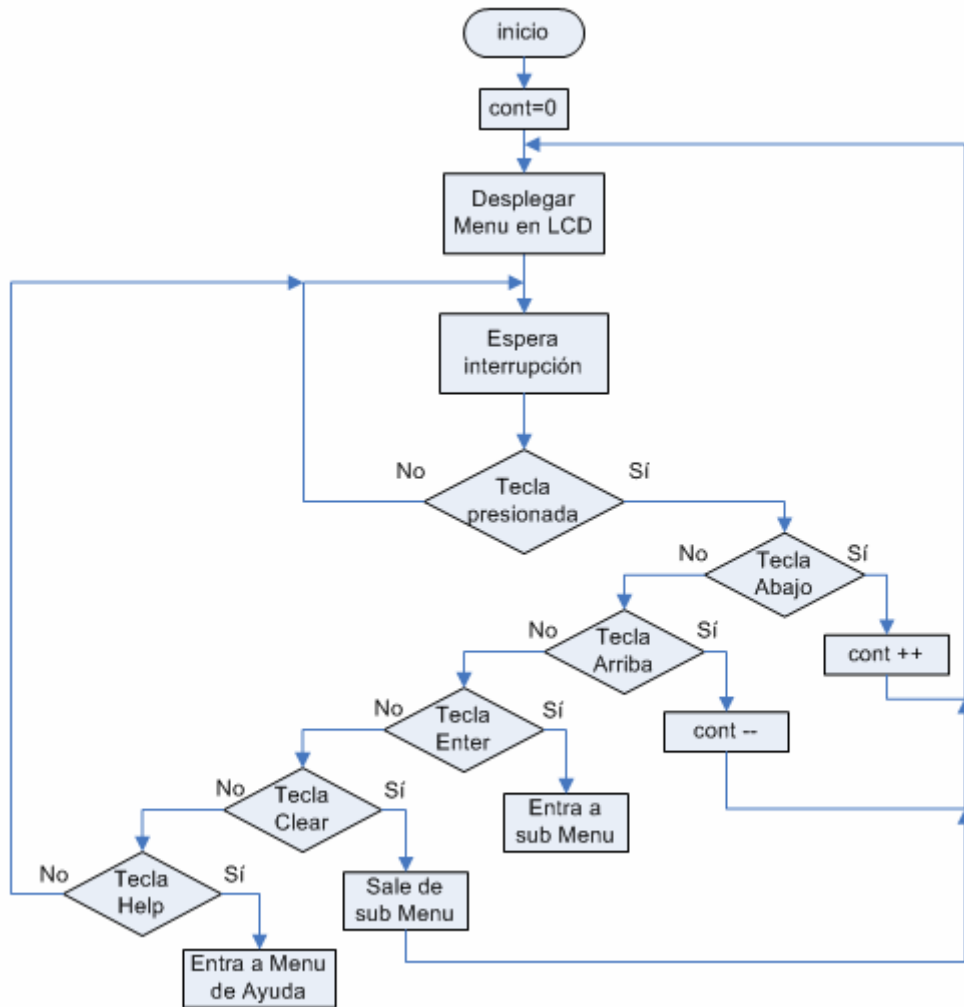 inicio
cont=0
Desplegar
Menu en LCD
Espera
interrupción
No
Sí
Tecla
presionada
No
Sí
Tecla
Abajo
No
Sí
Tecla
Arriba
cont ++
No
Sí
Tecla
Enter
cont --
No
Sí
Tecla
Clear
Entra a
sub Menu
No
Sí
Tecla
Help
Sale de
sub Menu
Entra a Menu
de Ayuda